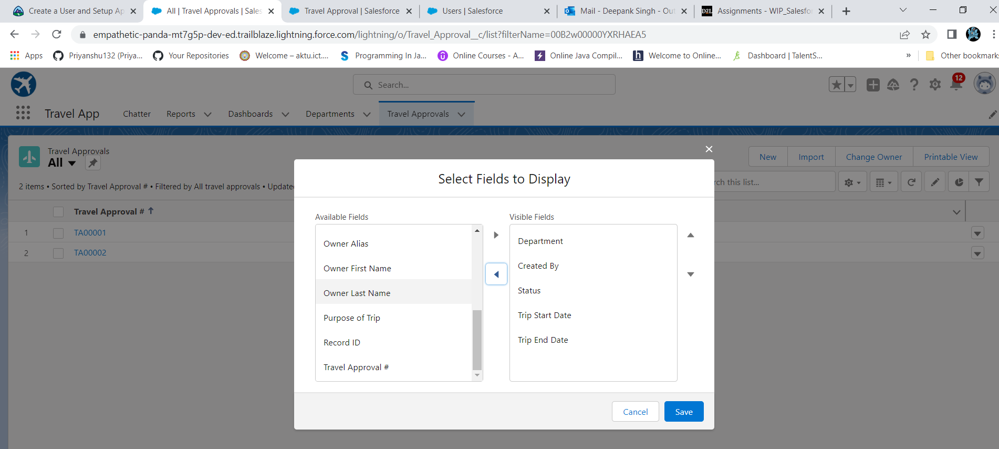 Create a User and Setup Ap
All | Travel Approvals | Sales
Travel Approval | Salesforce
Users | Salesforce
Mail - Deepank Singh - Out
D2L
Assignments - WIP_Salesfo
empathetic-panda-mt7g5p-dev-ed.trailblaze.lightning.force.com/lightning/o/Travel_Approval__c/list?filterName=00B2w00000YXRHAEA5
Apps
Priyanshu132 (Priya...
Your Repositories
Welcome – aktu.ict....
Programming In Ja...
Online Courses - A...
Online Java Compil...
Welcome to Online...
Dashboard | TalentS...
»
Other bookmarks
Search...
12
Travel App
Chatter
Reports
Dashboards
Departments
Travel Approvals
Travel Approvals
All
New
Import
Change Owner
Printable View
2 items • Sorted by Travel Approval # • Filtered by All travel approvals • Updated
rch this list...
Travel Approval #
1
TA00001
2
TA00002
Select Fields to Display
Available Fields
Owner Alias
Owner First Name
Owner Last Name
Purpose of Trip
Record ID
Travel Approval #
Visible Fields
Department
Created By
Status
Trip Start Date
Trip End Date
Cancel
Save